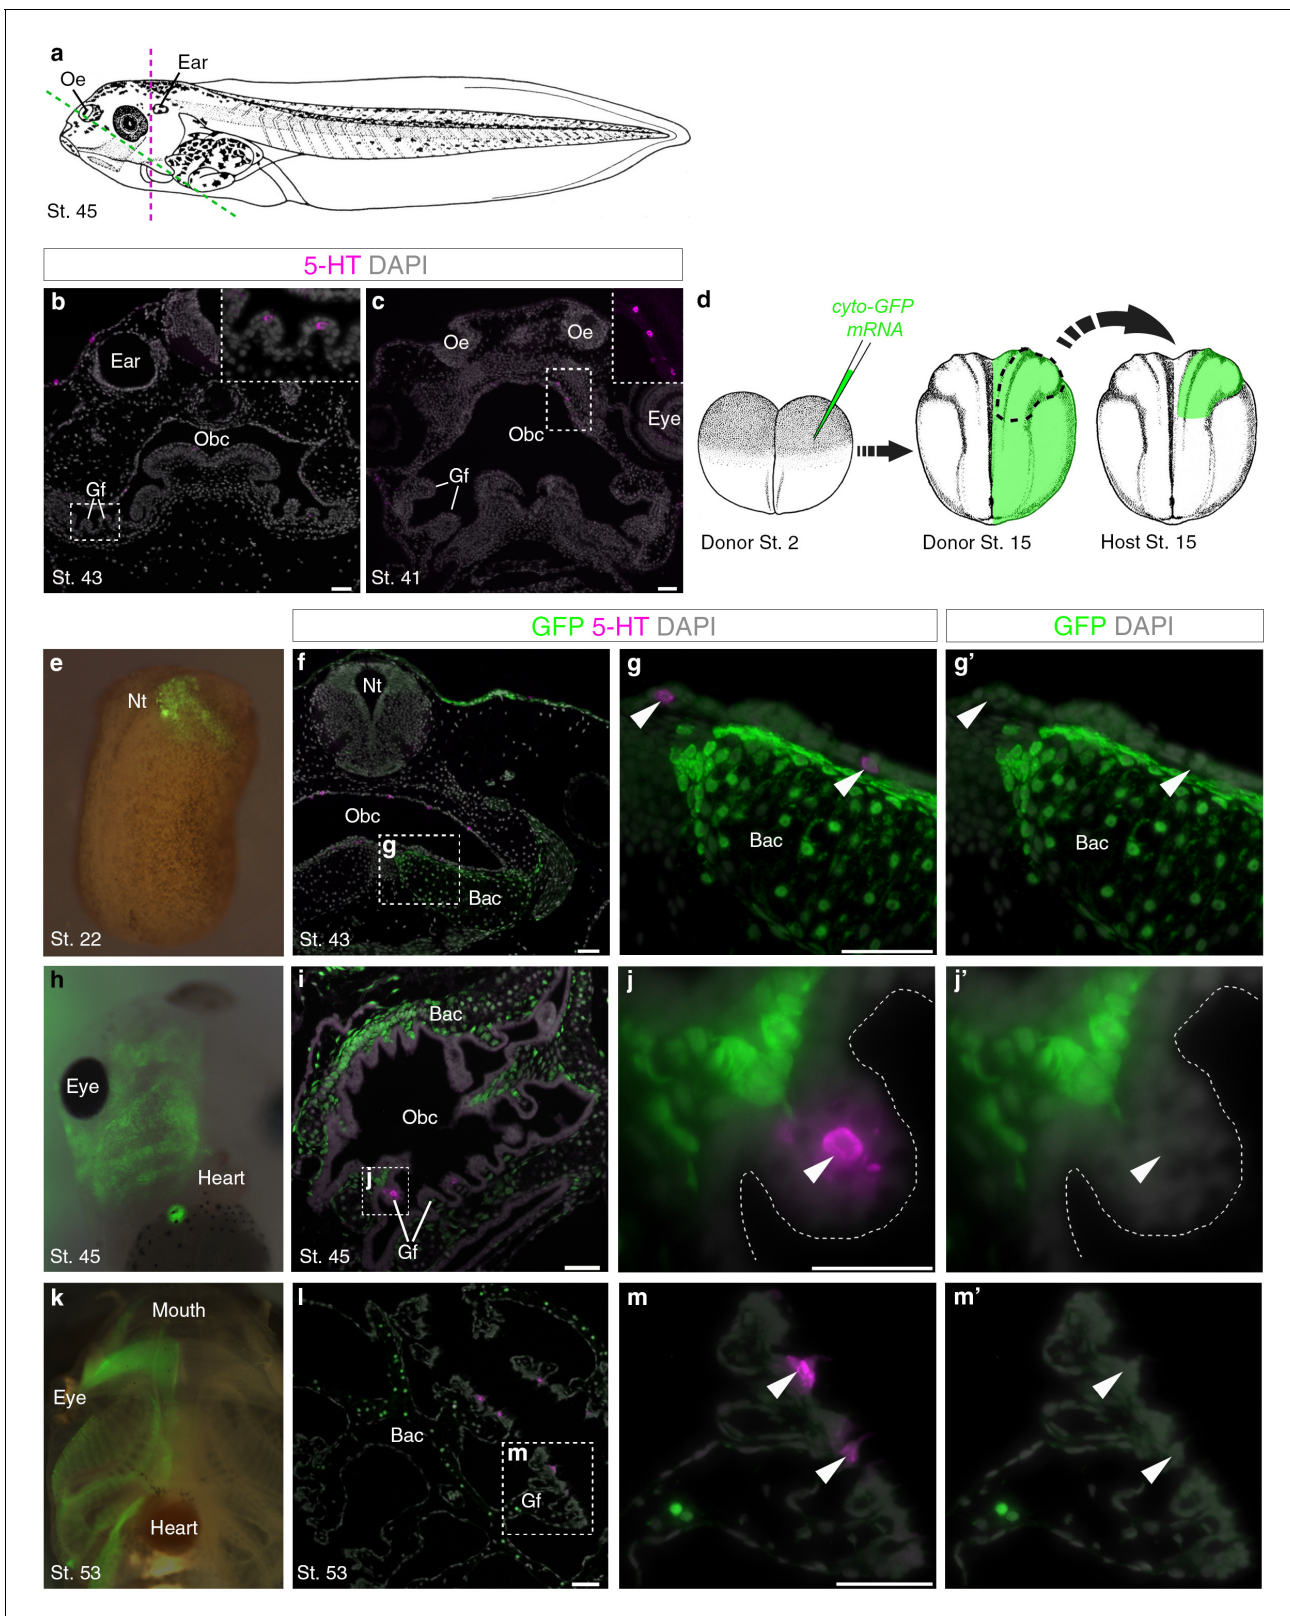 a
Oe
Ear
St. 45
5-HT DAPI
b
Ear
Obc
Gf
St. 43
c
Oe
Oe
Eye
Obc
Gf
St. 41
d
cyto-GFP
mRNA
Donor St. 2
Donor St. 15
Host St. 15
GFP 5-HT DAPI
GFP DAPI
e
Nt
St. 22
f
Nt
Obc
g
Bac
St. 43
g
Bac
g’
Bac
h
Eye
Heart
St. 45
i
Bac
Obc
j
Gf
St. 45
j
j’
k
Mouth
Eye
Heart
St. 53
l
Bac
m
Gf
St. 53
m
m’